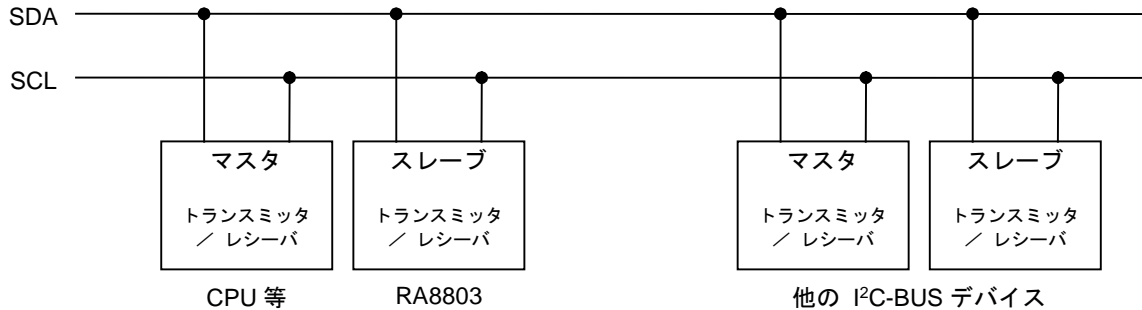 SDA
SCL
マスタ
トランスミッタ
／ レシーバ
CPU 等
スレーブ
トランスミッタ
／ レシーバ
RA8803
マスタ
トランスミッタ
／ レシーバ
スレーブ
トランスミッタ
／ レシーバ
他の I²C-BUS デバイス